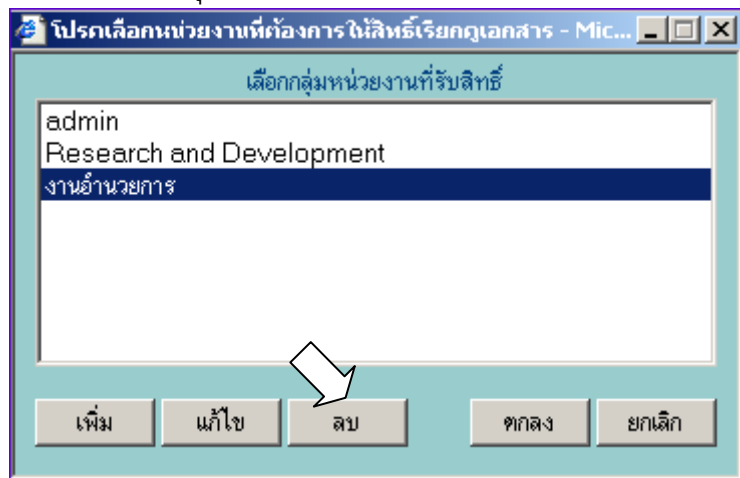 โปรดเลือกหน่วยงานที่ต้องการให้สิทธิ์เรียกดูเอกสาร - Mic...
เลือกกลุ่มหน่วยงานที่รับสิทธิ์
admin
Research and Development
งานอำนวยการ
เพิ่ม แก้ไข ลบ ตกลง ยกเลิก